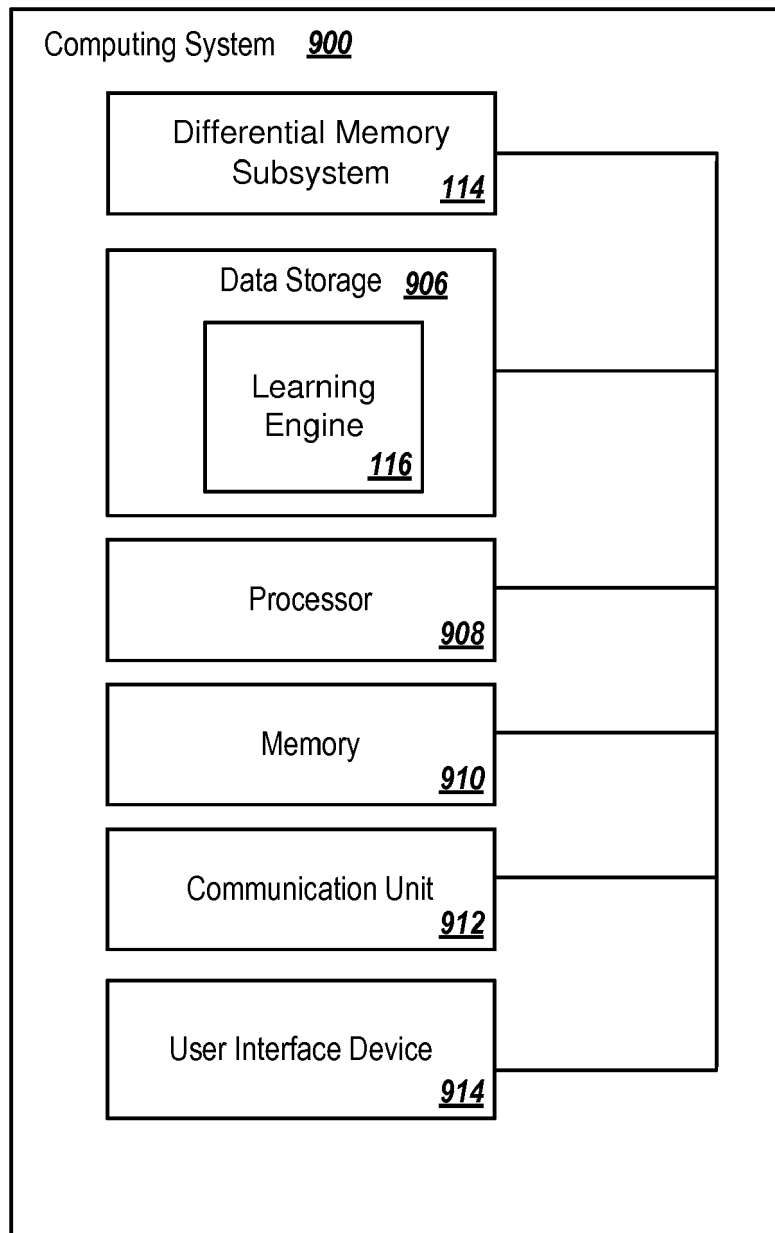 Computing System 900
Differential Memory
Subsystem
114
Data Storage 906
Learning
Engine
116
Processor
908
Memory
910
Communication Unit
912
User Interface Device
914